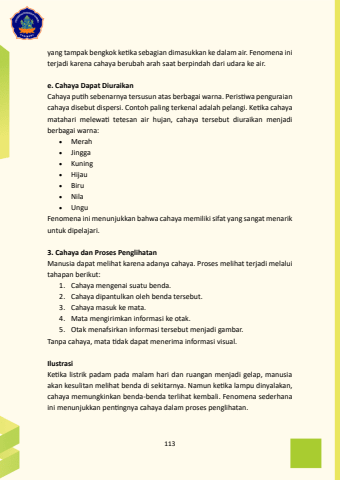 yang tampak bengkok ketika sebagian dimasukkan ke dalam air. Fenomena ini
terjadi karena cahaya berubah arah saat berpindah dari udara ke air.
e. Cahaya Dapat Diuraikan
Cahaya putih sebenarnya tersusun atas berbagai warna. Peristiwa penguraian
cahaya disebut dispersi. Contoh paling terkenal adalah pelangi. Ketika cahaya
matahari melewati tetesan air hujan, cahaya tersebut diuraikan menjadi
berbagai warna:
• Merah
• Jingga
• Kuning
• Hijau
• Biru
• Nila
• Ungu
Fenomena ini menunjukkan bahwa cahaya memiliki sifat yang sangat menarik
untuk dipelajari.
3. Cahaya dan Proses Penglihatan
Manusia dapat melihat karena adanya cahaya. Proses melihat terjadi melalui
tahapan berikut:
1. Cahaya mengenai suatu benda.
2. Cahaya dipantulkan oleh benda tersebut.
3. Cahaya masuk ke mata.
4. Mata mengirimkan informasi ke otak.
5. Otak menafsirkan informasi tersebut menjadi gambar.
Tanpa cahaya, mata tidak dapat menerima informasi visual.
Ilustrasi
Ketika listrik padam pada malam hari dan ruangan menjadi gelap, manusia
akan kesulitan melihat benda di sekitarnya. Namun ketika lampu dinyalakan,
cahaya memungkinkan benda-benda terlihat kembali. Fenomena sederhana
ini menunjukkan pentingnya cahaya dalam proses penglihatan.
113